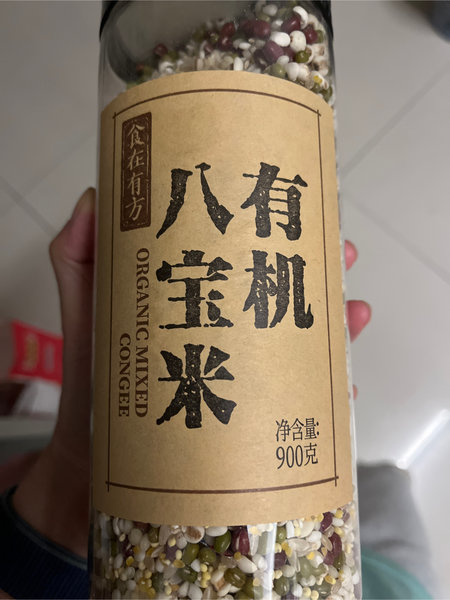 食在有方
有机
八宝米
ORGANIC MIXED
CONGEE
净含量:
900克